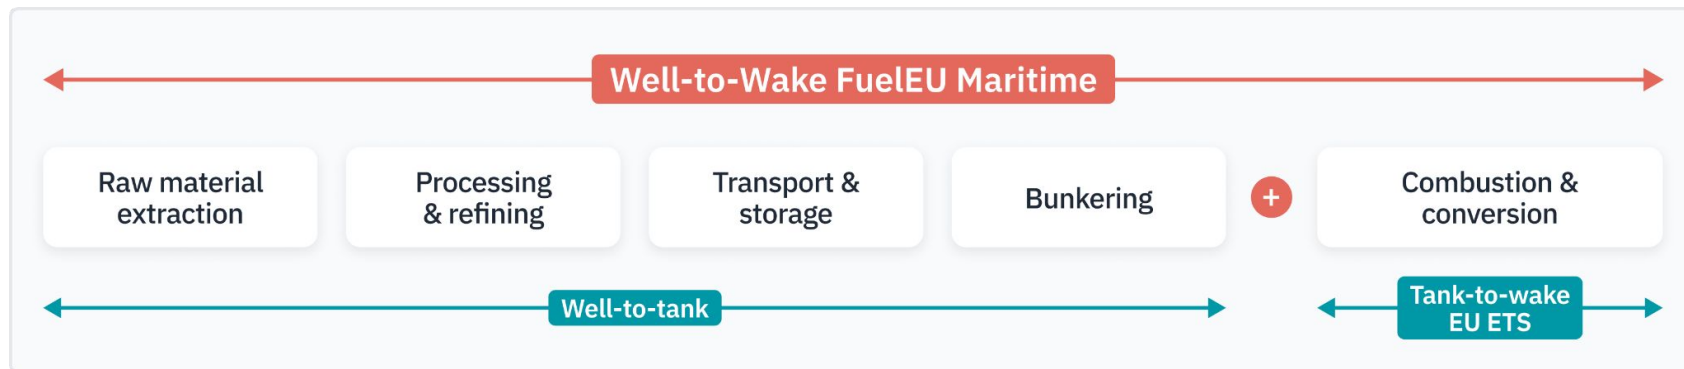 Well-to-Wake FuelEU Maritime
Raw material
extraction
Processing
& refining
Transport &
storage
Bunkering
+
Combustion &
conversion
Well-to-tank
Tank-to-wake
EU ETS